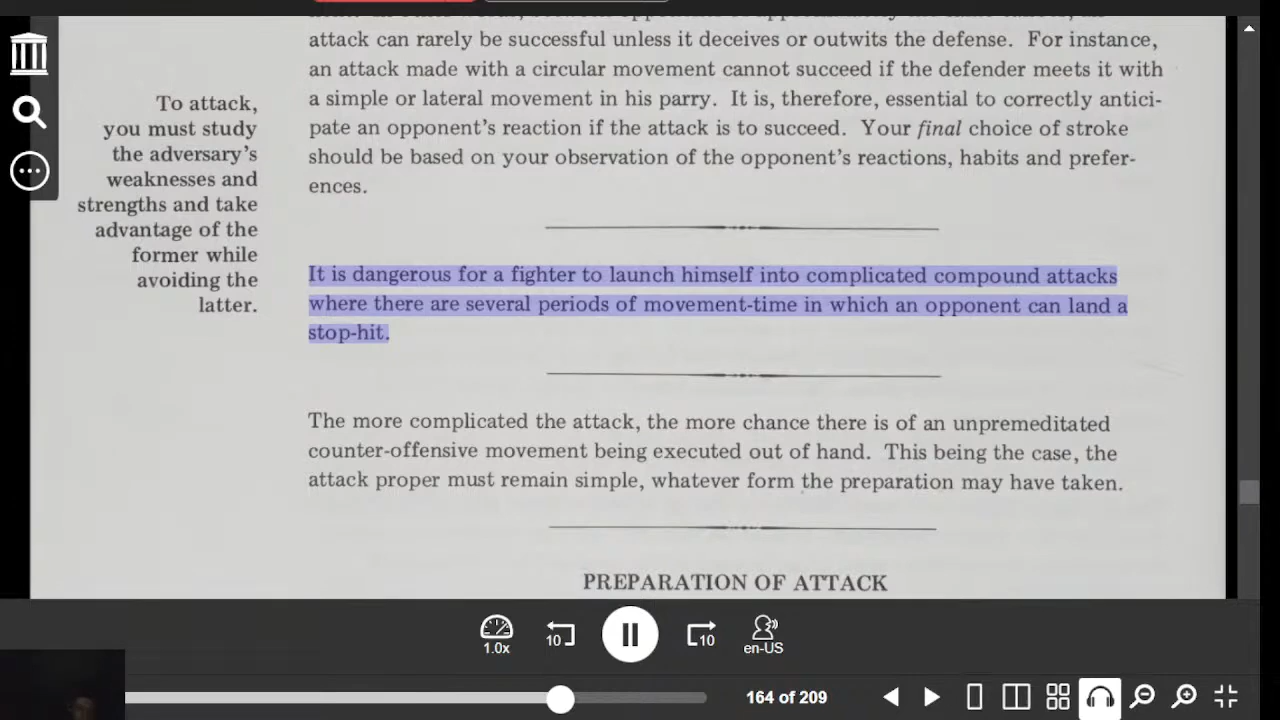 attack can rarely be successful unless it deceives or outwits the defense. For instance,
an attack made with a circular movement cannot succeed if the defender meets it with
a simple or lateral movement in his parry. It is, therefore, essential to correctly antici-
pate an opponent's reaction if the attack is to succeed. Your final choice of stroke
should be based on your observation of the opponent's reactions, habits and prefer-
ences.
To attack,
you must study
the adversary's
weaknesses and
strengths and take
advantage of the
former while
avoiding the
latter.
It is dangerous for a fighter to launch himself into complicated compound attacks
where there are several periods of movement-time in which an opponent can land a
stop-hit.
The more complicated the attack, the more chance there is of an unpremeditated
counter-offensive movement being executed out of hand. This being the case, the
attack proper must remain simple, whatever form the preparation may have taken.
PREPARATION OF ATTACK
1.0x
10
10
en-US
164 of 209